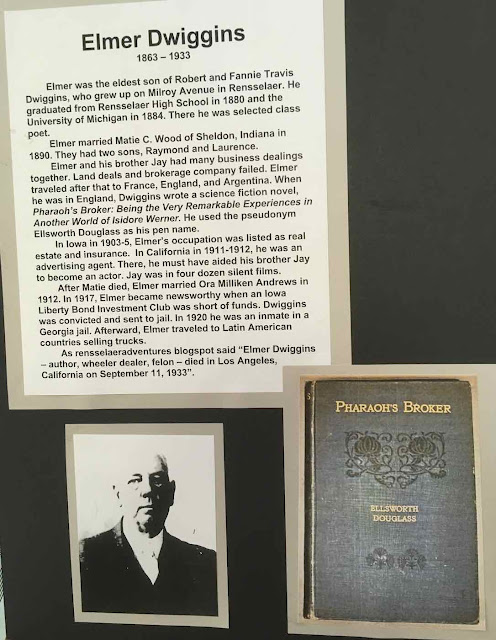 Elmer Dwiggins
1863 – 1933
Elmer was the eldest son of Robert and Fannie Travis
Dwiggins, who grew up on Milroy Avenue in Rensselaer. He
graduated from Rensselaer High School in 1880 and the
University of Michigan in 1884. There he was selected class
poet.
Elmer married Matie C. Wood of Sheldon, Indiana in
1890. They had two sons, Raymond and Laurence.
Elmer and his brother Jay had many business dealings
together. Land deals and brokerage company failed. Elmer
traveled after that to France, England, and Argentina. When
he was in England, Dwiggins wrote a science fiction novel,
Pharaoh's Broker: Being the Very Remarkable Experiences in
Another World of Isidore Werner. He used the pseudonym
Ellsworth Douglass as his pen name.
In Iowa in 1903-5, Elmer's occupation was listed as real
estate and insurance. In California in 1911-1912, he was an
advertising agent. There, he must have aided his brother Jay
to become an actor. Jay was in four dozen silent films.
After Matie died, Elmer married Ora Milliken Andrews in
1912. In 1917, Elmer became newsworthy when an Iowa
Liberty Bond Investment Club was short of funds. Dwiggins
was convicted and sent to jail. In 1920 he was an inmate in a
Georgia jail. Afterward, Elmer traveled to Latin American
countries selling trucks.
As rensselaeradventures blogspot said "Elmer Dwiggins
– author, wheeler dealer, felon – died in Los Angeles,
California on September 11, 1933".
PHARAOH'S BROKER
ELLSWORTH
DOUGLASS